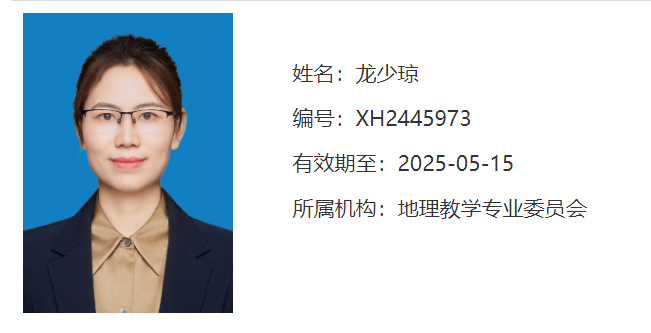 姓名：龙少琼
编号：XH2445973
有效期至：2025-05-15
所属机构：地理教学专业委员会